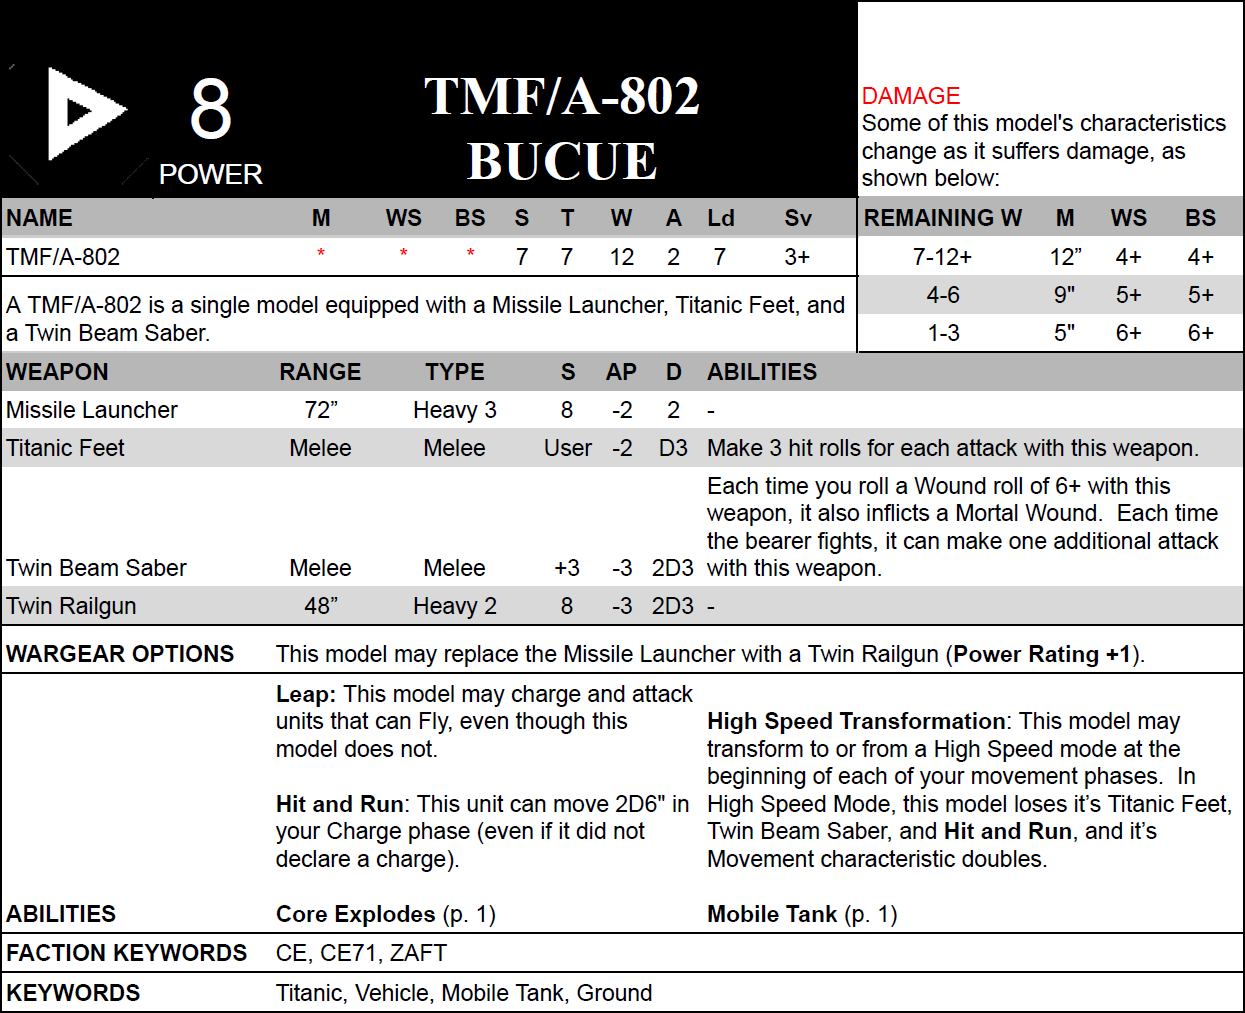 8
POWER
TMF/A-802
BUCUE
DAMAGE
Some of this model's characteristics
change as it suffers damage, as
shown below:
NAME M WS BS S T W A Ld Sv
TMF/A-802 * * * 7 7 12 2 7 3+
REMAINING W M WS BS
7-12+ 12” 4+ 4+
4-6 9" 5+ 5+
1-3 5" 6+ 6+
A TMF/A-802 is a single model equipped with a Missile Launcher, Titanic Feet, and
a Twin Beam Saber.
WEAPON RANGE TYPE S AP D ABILITIES
Missile Launcher 72” Heavy 3 8 -2 2 -
Titanic Feet Melee Melee User -2 D3 Make 3 hit rolls for each attack with this weapon.
Each time you roll a Wound roll of 6+ with this
weapon, it also inflicts a Mortal Wound.  Each time
the bearer fights, it can make one additional attack
Twin Beam Saber Melee Melee +3 -3 2D3 with this weapon.
Twin Railgun 48” Heavy 2 8 -3 2D3 -
WARGEAR OPTIONS This model may replace the Missile Launcher with a Twin Railgun (Power Rating +1).
Leap: This model may charge and attack
units that can Fly, even though this
model does not.
Hit and Run: This unit can move 2D6" in
your Charge phase (even if it did not
declare a charge).
High Speed Transformation: This model may
transform to or from a High Speed mode at the
beginning of each of your movement phases.  In
High Speed Mode, this model loses it’s Titanic Feet,
Twin Beam Saber, and Hit and Run, and it’s
Movement characteristic doubles.
ABILITIES Core Explodes (p. 1) Mobile Tank (p. 1)
FACTION KEYWORDS CE, CE71, ZAFT
KEYWORDS Titanic, Vehicle, Mobile Tank, Ground